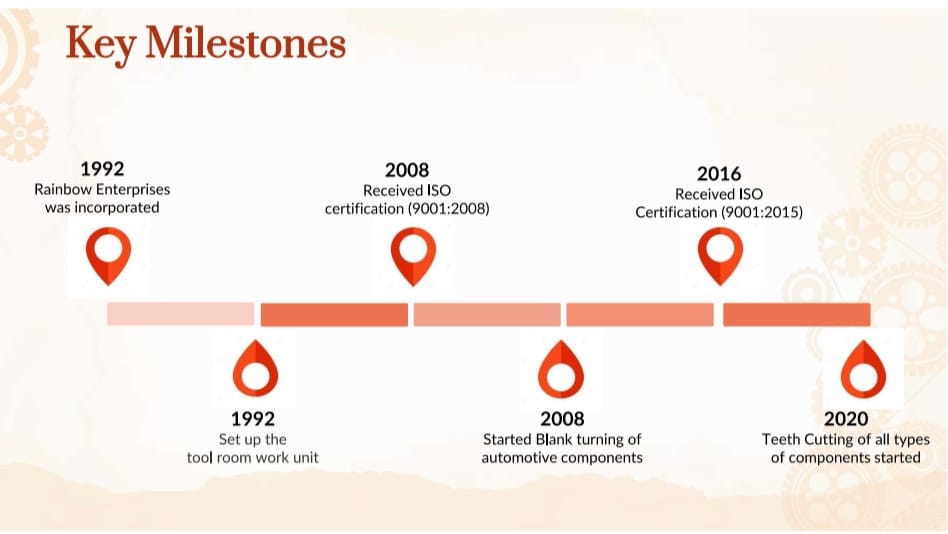 Key Milestones
1992
Rainbow Enterprises
was incorporated
2008
Received ISO
certification (9001:2008)
2016
Received ISO
Certification (9001:2015)
1992
Set up the
tool room work unit
2008
Started Blank turning of
automotive components
2020
Teeth Cutting of all types
of components started